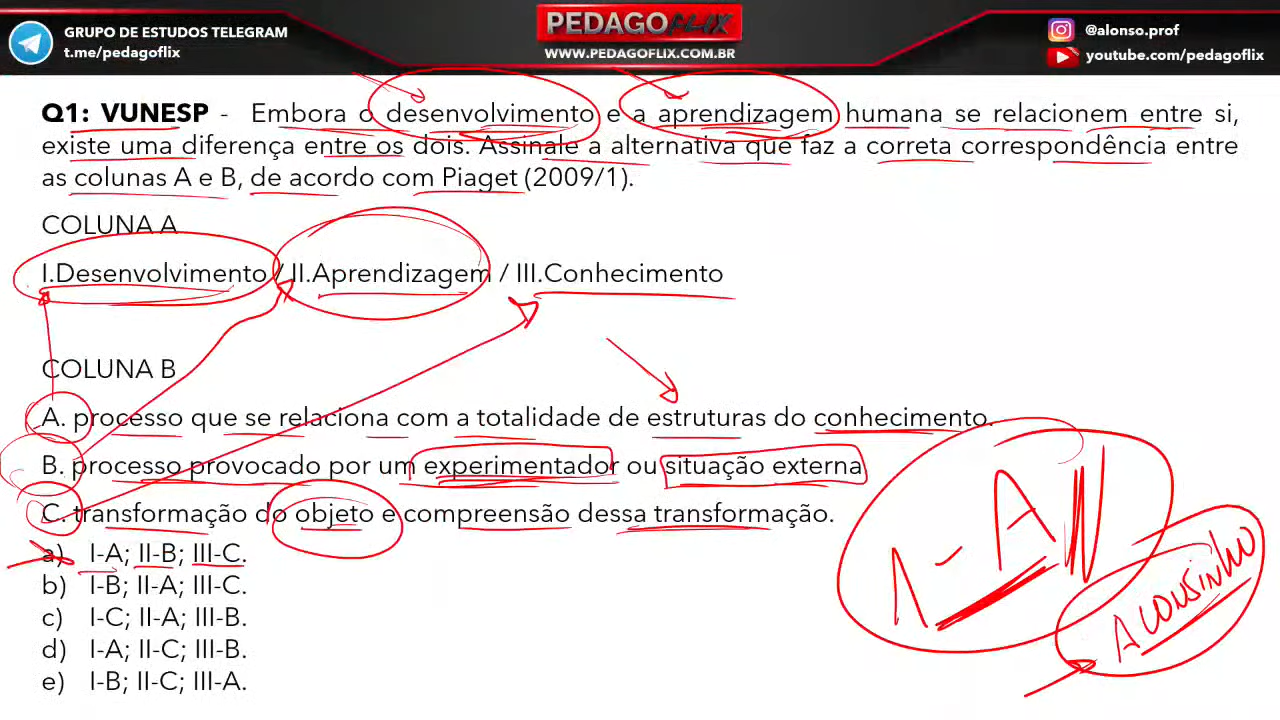 GRUPO DE ESTUDOS TELEGRAM
t.me/pedagoflix
PEDAGOFLIX
WWW.PEDAGOFLIX.COM.BR
@alonso.prof
youtube.com/pedagoflix
Q1: VUNESP - Embora o desenvolvimento e a aprendizagem humana se relacionem entre si,
existe uma diferença entre os dois. Assinale a alternativa que faz a correta correspondência entre
as colunas A e B, de acordo com Piaget (2009/1).
COLUNA A
I.Desenvolvimento / II.Aprendizagem / III.Conhecimento
COLUNA B
A. processo que se relaciona com a totalidade de estruturas do conhecimento.
B. processo provocado por um experimentador ou situação externa
C. transformação do objeto e compreensão dessa transformação.
a) I-A; II-B; III-C.
b) I-B; II-A; III-C.
c) I-C; II-A; III-B.
d) I-A; II-C; III-B.
e) I-B; II-C; III-A.
1-A
ALONSINHO